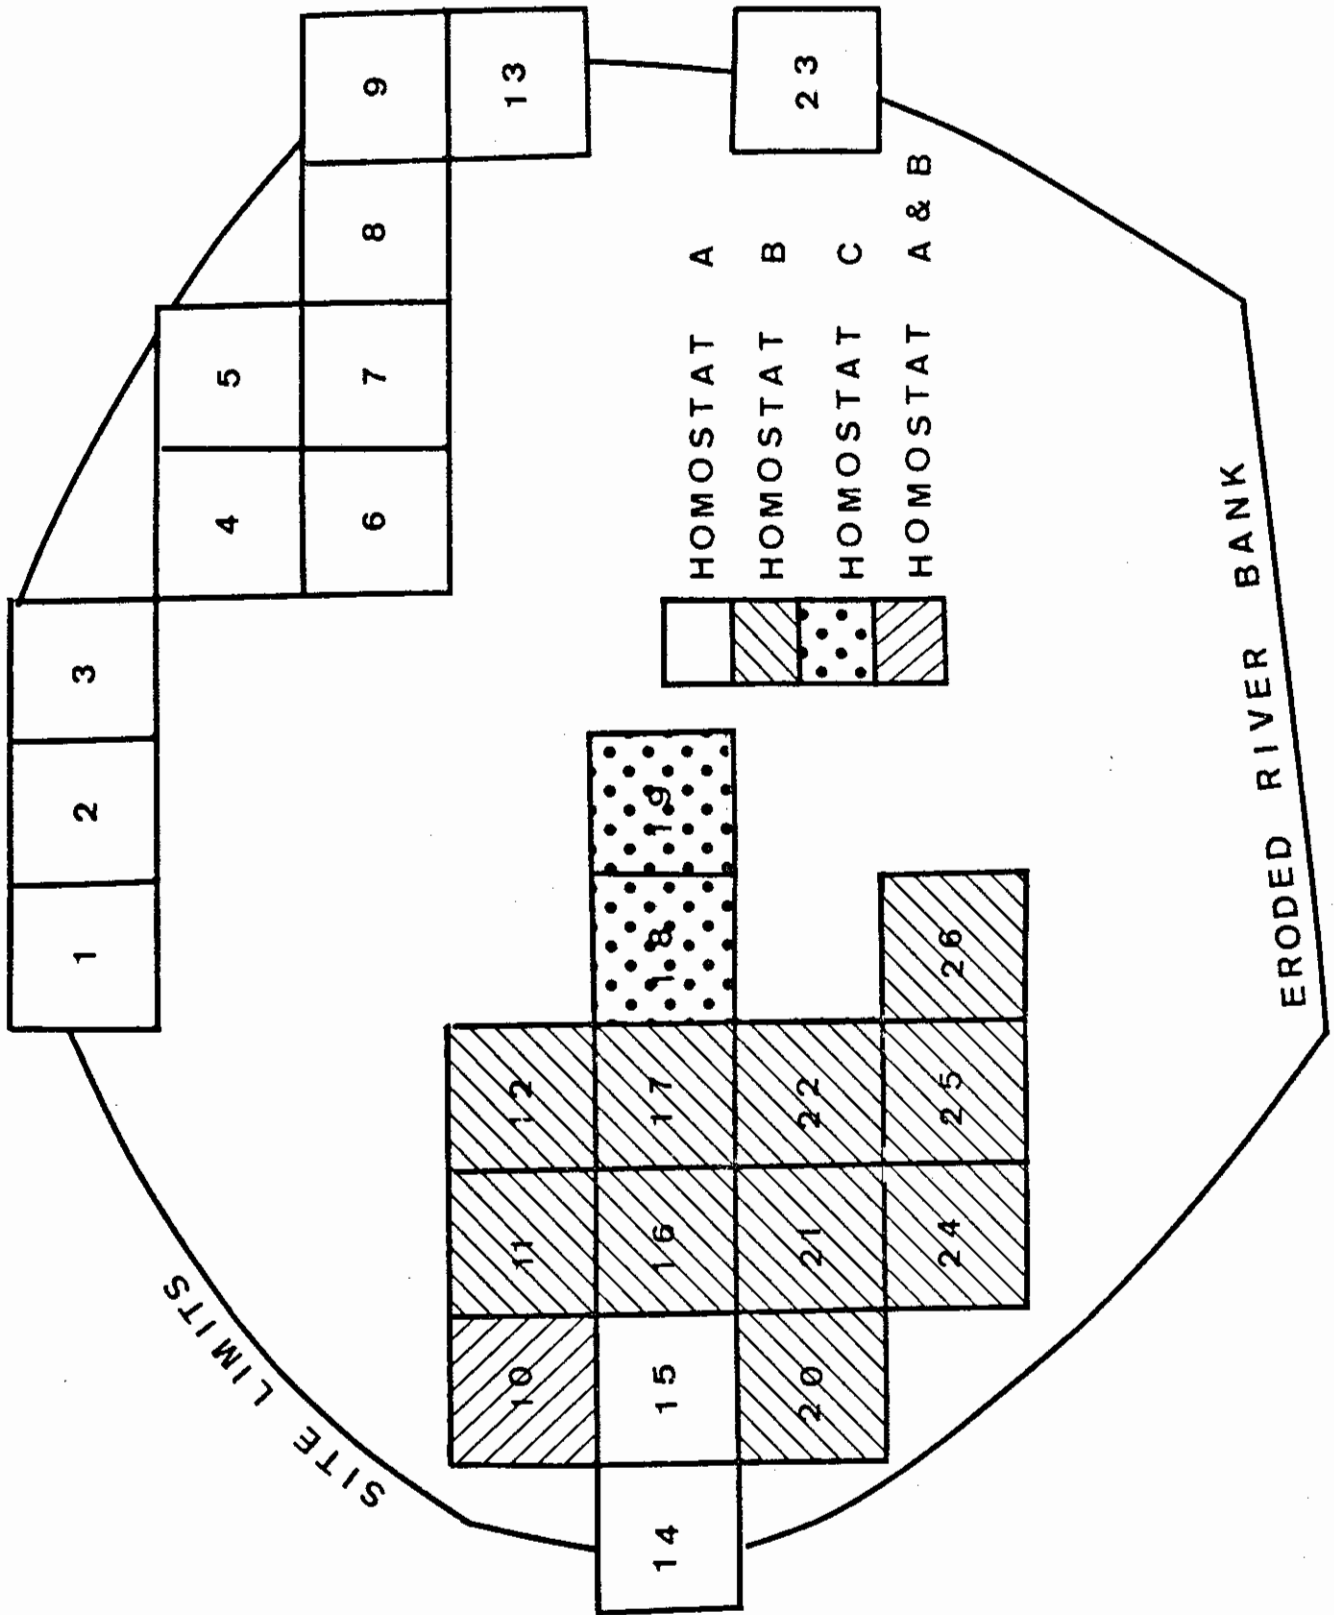 1 2 3
SITE LIMITS
4 5
6 7 8 9
10 11 12 13
14 15 16 17 18 19
HOMOSTAT A
HOMOSTAT B
HOMOSTAT C
HOMOSTAT A & B
20 21 22 23
24 25 26
ERODED RIVER BANK